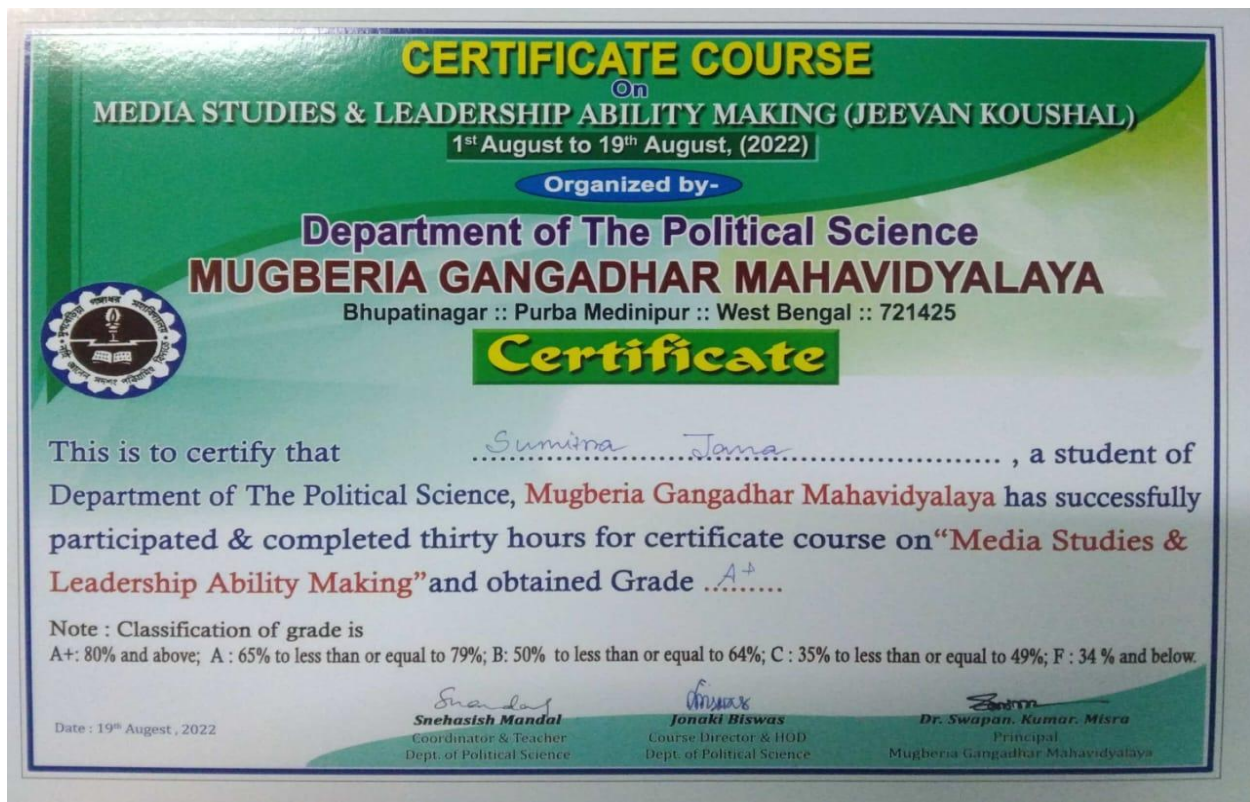 CERTIFICATE COURSE
On
MEDIA STUDIES & LEADERSHIP ABILITY MAKING (JEEVAN KOUSHAL)
1st August to 19th August, (2022)
Organized by-
Department of The Political Science
MUGBERIA GANGADHAR MAHAVIDYALAYA
Bhupatinagar :: Purba Medinipur :: West Bengal :: 721425
Certificate
This is to certify that Sumitra Jana , a student of
Department of The Political Science, Mugberia Gangadhar Mahavidyalaya has successfully
participated & completed thirty hours for certificate course on “Media Studies &
Leadership Ability Making” and obtained Grade ..A+......
Note : Classification of grade is
A+: 80% and above; A : 65% to less than or equal to 79%; B: 50% to less than or equal to 64%; C : 35% to less than or equal to 49%; F : 34 % and below.
Date : 19th Augest , 2022
Snehasish Mandal
Coordinator & Teacher
Dept. of Political Science
Jonaki Biswas
Course Director & HOD
Dept. of Political Science
Dr. Swapan. Kumar. Misra
Principal
Mugberia Gangadhar Mahavidyalaya